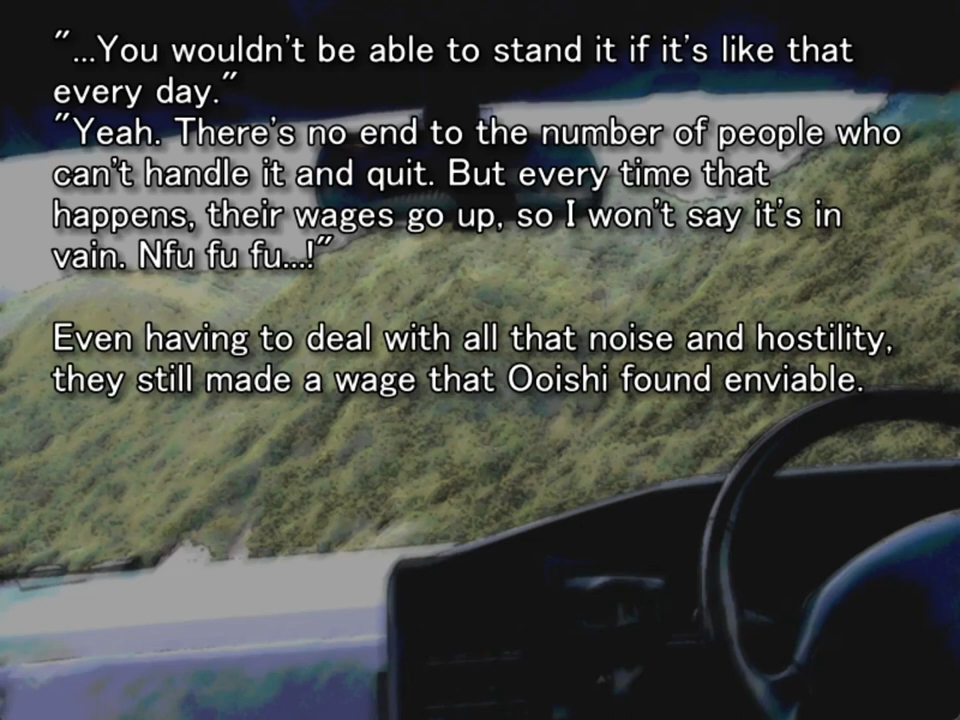 "...You wouldn't be able to stand it if it's like that
every day."
"Yeah. There's no end to the number of people who
can't handle it and quit. But every time that
happens, their wages go up, so I won't say it's in
vain. Nfu fu fu...!"
Even having to deal with all that noise and hostility,
they still made a wage that Ooishi found enviable.